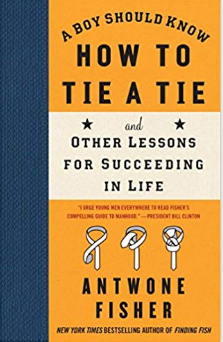 A BOY SHOULD KNOW
HOW TO
TIE A TIE
and
OTHER LESSONS
FOR SUCCEEDING
IN LIFE
"I URGE YOUNG MEN EVERYWHERE TO READ FISHER'S
COMPELLING GUIDE TO MANHOOD." —PRESIDENT BILL CLINTON
ANTWONE
FISHER
NEW YORK TIMES BESTSELLING AUTHOR OF FINDING FISH